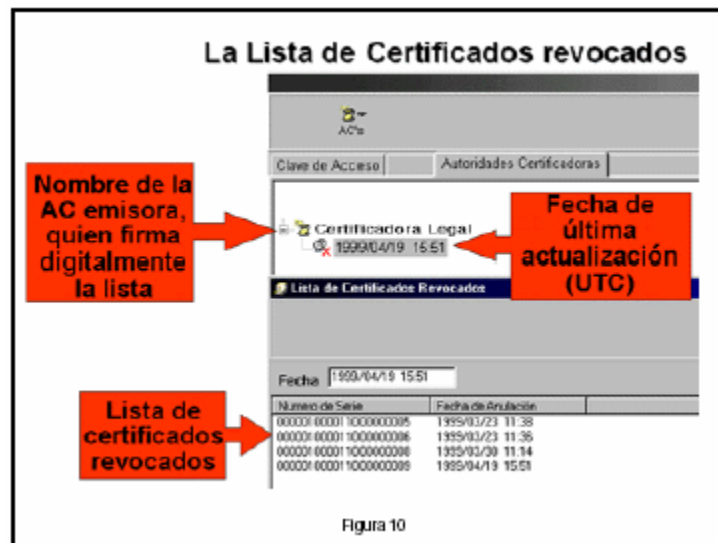 La Lista de Certificados revocados
AC's
Clave de Acceso
Autoridades Certificadoras
Nombre de la
AC emisora,
quien firma
digitalmente
la lista
Certificadora Legal
1999/04/19 15:51
Fecha de
última
actualización
(UTC)
Lista de Certificados Revocados
Fecha 1999/04/19 15:51
Lista de
certificados
revocados
Numero de Serie Fecha de Anulación
1999/03/23 11:38
1999/03/23 11:36
1999/03/30 11:14
1999/04/19 15:51
Figura 10